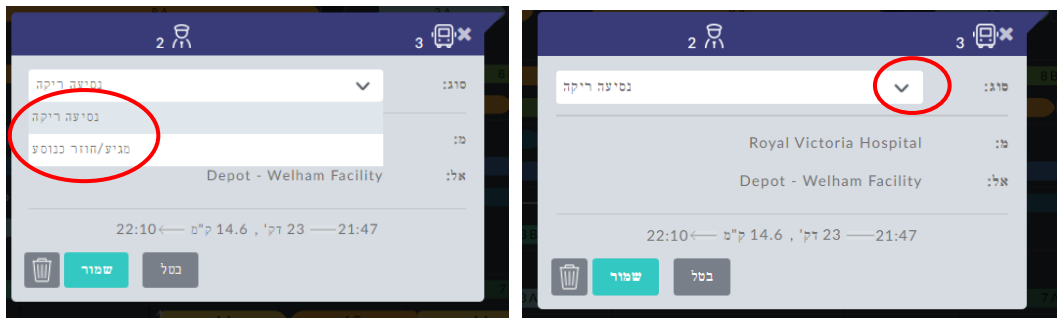 2 3
סוג: נסיעה ריקה
נסיעה ריקה
מגיע/חוזר כנוסע
מ:
אל: Depot - Welham Facility
21:47 — 23 דק', 14.6 ק"מ → 22:10
שמור בטל
2 3
סוג: נסיעה ריקה
מ: Royal Victoria Hospital
אל: Depot - Welham Facility
21:47 — 23 דק', 14.6 ק"מ → 22:10
שמור בטל